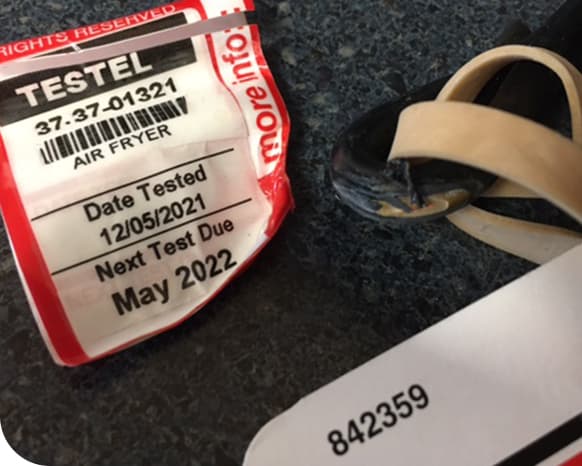 RIGHTS RESERVED
more info:
TESTEL
37-37-01321
AIR FRYER
Date Tested
12/05/2021
Next Test Due
May 2022
842359